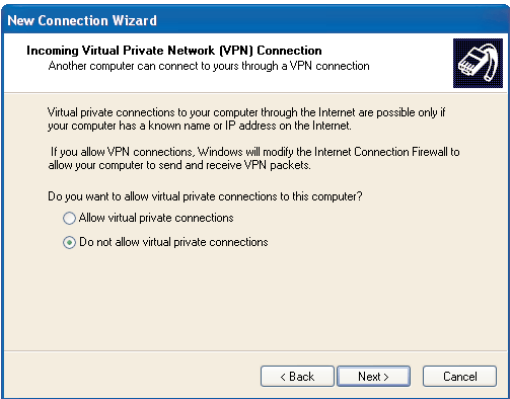 New Connection Wizard
Incoming Virtual Private Network (VPN) Connection
Another computer can connect to yours through a VPN connection
Virtual private connections to your computer through the Internet are possible only if
your computer has a known name or IP address on the Internet.
If you allow VPN connections, Windows will modify the Internet Connection Firewall to
allow your computer to send and receive VPN packets.
Do you want to allow virtual private connections to this computer?
Allow virtual private connections
Do not allow virtual private connections
< Back Next > Cancel